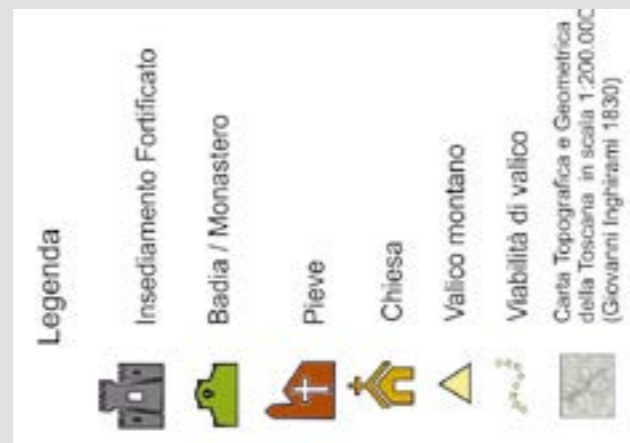 Legenda
Insediamento Fortificato
Badia / Monastero
Pieve
Chiesa
Valico montano
Viabilità di valico
Carta Topografica e Geometrica
della Toscana in scala 1:200.000
(Giovanni Inghirami 1830)